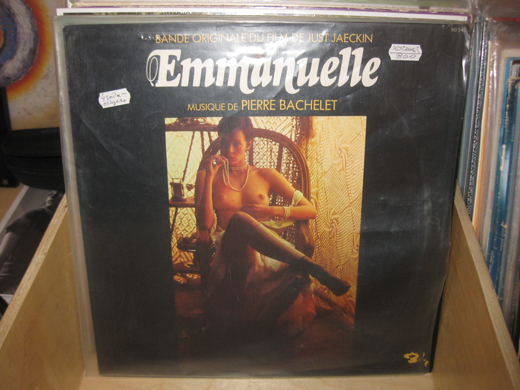 BANDE ORIGINALE DU FILM DE JUST JAECKIN
Emmanuelle
MUSIQUE DE PIERRE BACHELET